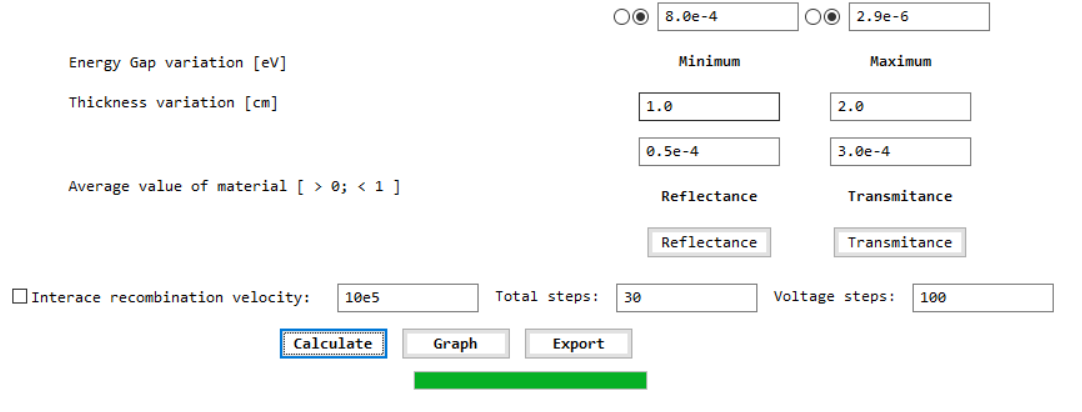 8.0e-4 2.9e-6
Energy Gap variation [eV] Minimum Maximum
Thickness variation [cm] 1.0 2.0
0.5e-4 3.0e-4
Average value of material [ > 0; < 1 ] Reflectance Transmitance
Reflectance Transmitance
Interace recombination velocity: 10e5 Total steps: 30 Voltage steps: 100
Calculate Graph Export